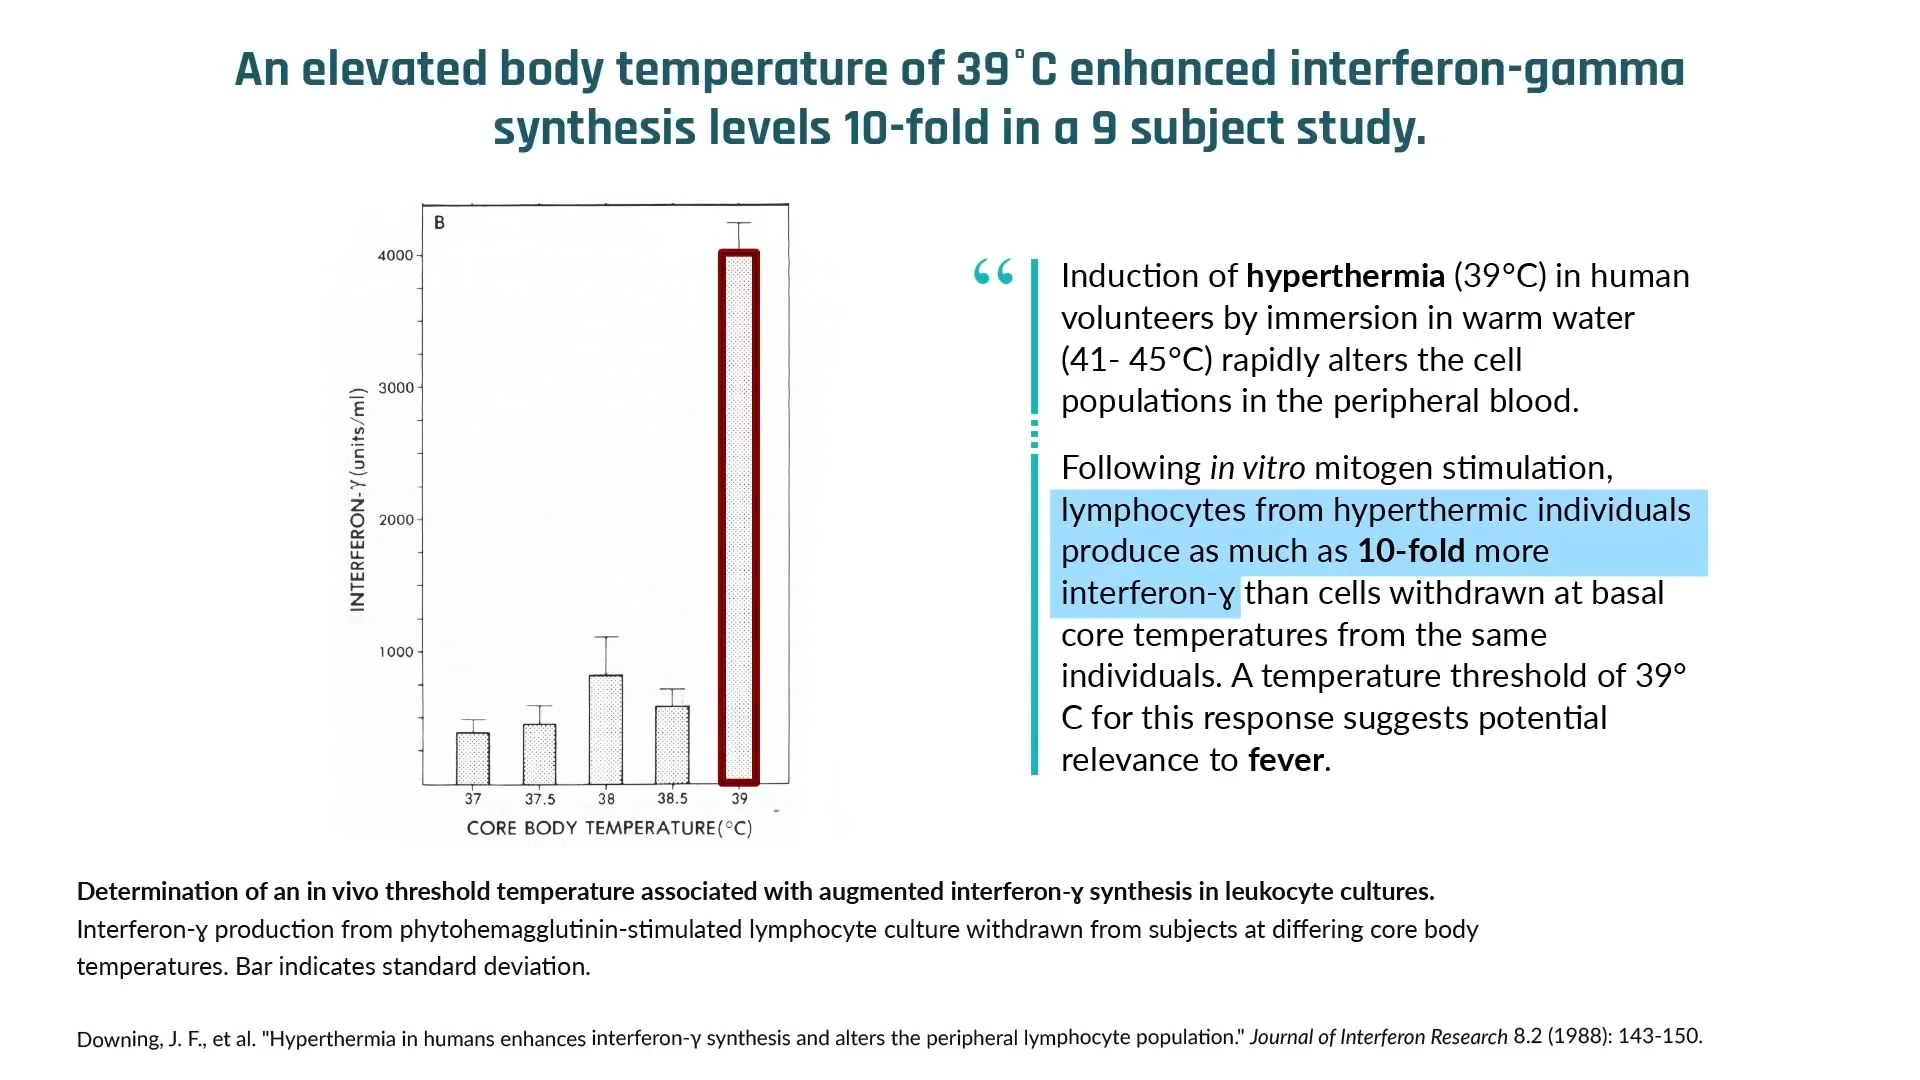 An elevated body temperature of 39˚C enhanced interferon-gamma
synthesis levels 10-fold in a 9 subject study.
B
4000
3000
2000
1000
INTERFERON-γ (units/ml)
37 37.5 38 38.5 39
CORE BODY TEMPERATURE(°C)
“
Induction of hyperthermia (39°C) in human
volunteers by immersion in warm water
(41- 45°C) rapidly alters the cell
populations in the peripheral blood.
Following in vitro mitogen stimulation,
lymphocytes from hyperthermic individuals
produce as much as 10-fold more
interferon-ɣ than cells withdrawn at basal
core temperatures from the same
individuals. A temperature threshold of 39°
C for this response suggests potential
relevance to fever.
Determination of an in vivo threshold temperature associated with augmented interferon-ɣ synthesis in leukocyte cultures.
Interferon-ɣ production from phytohemagglutinin-stimulated lymphocyte culture withdrawn from subjects at differing core body
temperatures. Bar indicates standard deviation.
Downing, J. F., et al. "Hyperthermia in humans enhances interferon-γ synthesis and alters the peripheral lymphocyte population." Journal of Interferon Research 8.2 (1988): 143-150.